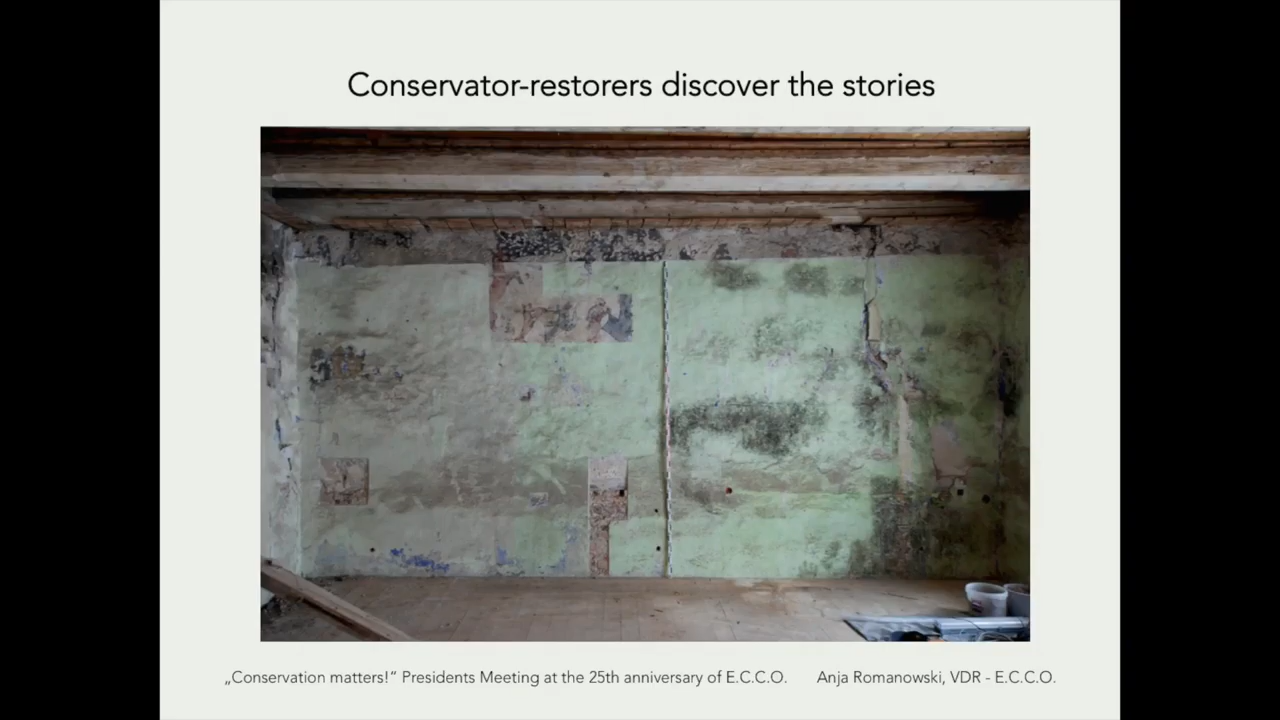 Conservator-restorers discover the stories
„Conservation matters!“ Presidents Meeting at the 25th anniversary of E.C.C.O. Anja Romanowski, VDR - E.C.C.O.